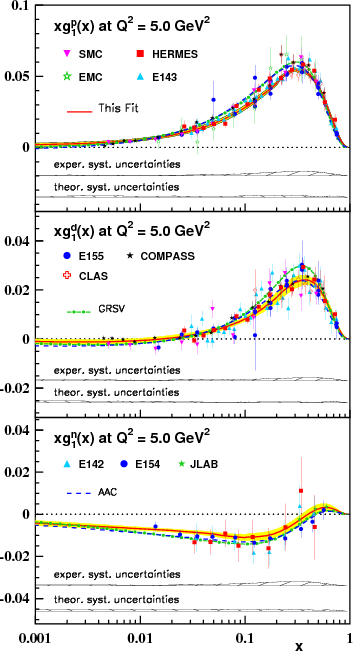 xg₁ᵖ(x) at Q² = 5.0 GeV²
0.1
SMC HERMES
EMC E143
This Fit
0.05
0
exper. syst. uncertainties
theor. syst. uncertainties
xg₁ᵈ(x) at Q² = 5.0 GeV²
0.04
E155 COMPASS
CLAS
0.02
GRSV
0
exper. syst. uncertainties
-0.02
theor. syst. uncertainties
xg₁ⁿ(x) at Q² = 5.0 GeV²
0.04
E142 E154 JLAB
0.02
AAC
0
-0.02
exper. syst. uncertainties
theor. syst. uncertainties
-0.04
0.001 0.01 0.1 1
x